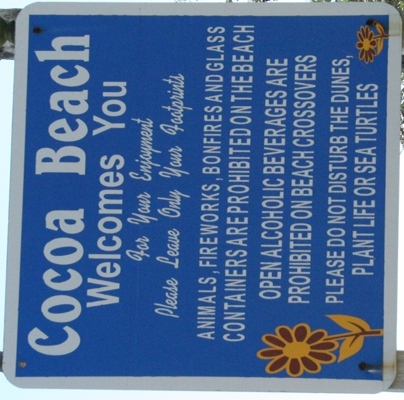 Cocoa Beach
Welcomes You
For Your Enjoyment
Please Leave Only Your Footprints
ANIMALS, FIREWORKS, BONFIRES AND GLASS
CONTAINERS ARE PROHIBITED ON THE BEACH
OPEN ALCOHOLIC BEVERAGES ARE
PROHIBITED ON BEACH CROSSOVERS
PLEASE DO NOT DISTURB THE DUNES,
PLANT LIFE OR SEA TURTLES